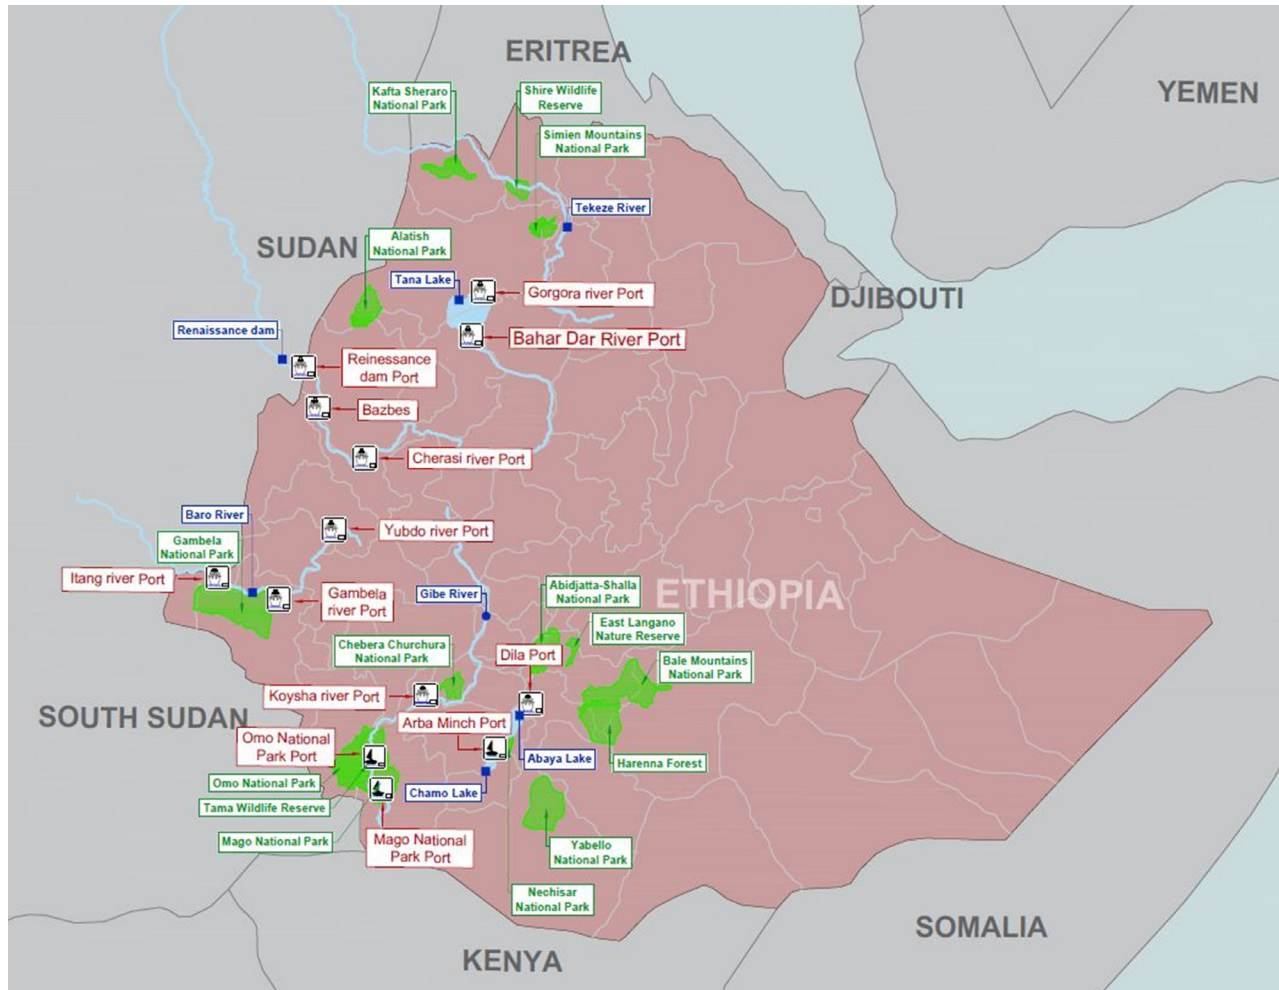 ERITREA
YEMEN
Kafta Sheraro
National Park
Shire Wildlife
Reserve
Simien Mountains
National Park
Tekeze River
SUDAN
Alatish
National Park
Tana Lake
Gorgora river Port
DJIBOUTI
Renaissance dam
Bahar Dar River Port
Reinessance
dam Port
Bazbes
Cherasi river Port
Baro River
Yubdo river Port
Gambela
National Park
Itang river Port
Gambela
river Port
Gibe River
Abidjatta-Shalla
National Park
ETHIOPIA
East Langano
Nature Reserve
Chebera Churchura
National Park
Dila Port
Bale Mountains
National Park
Koysha river Port
SOUTH SUDAN
Arba Minch Port
Omo National
Park Port
Abaya Lake
Harenna Forest
Omo National Park
Chamo Lake
Tama Wildlife Reserve
Mago National Park
Mago National
Park Port
Yabello
National Park
Nechisar
National Park
SOMALIA
KENYA